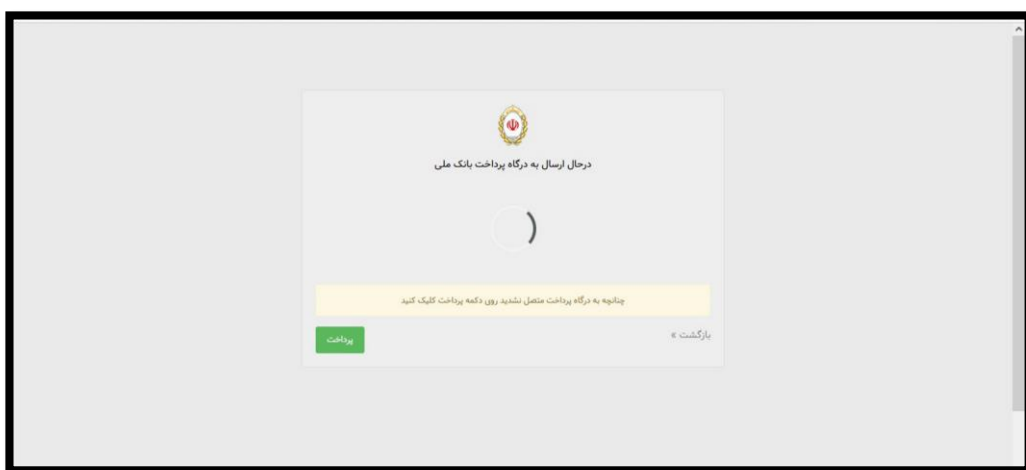 درحال ارسال به درگاه پرداخت بانک ملی
چنانچه به درگاه پرداخت متصل نشدید روی دکمه پرداخت کلیک کنید
بازگشت »
پرداخت